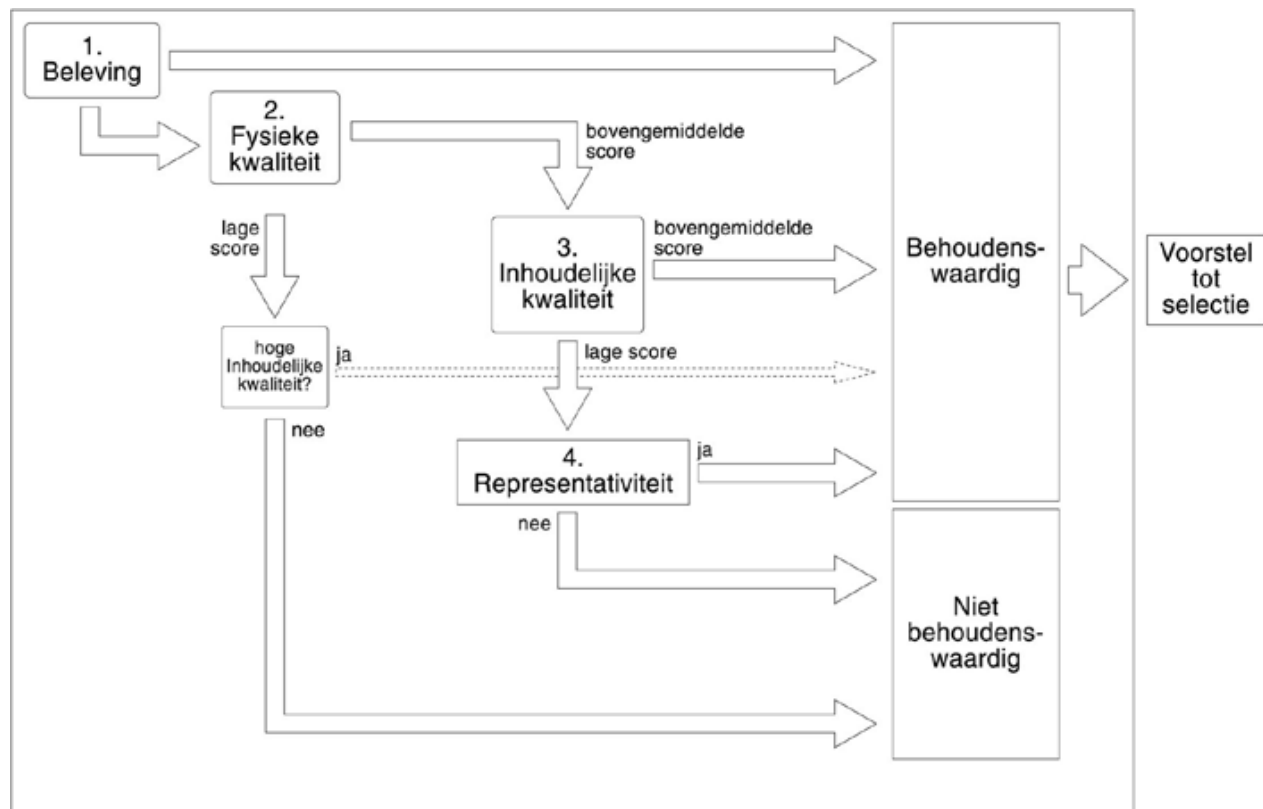 1.
Beleving
2.
Fysieke
kwaliteit
bovengemiddelde
score
lage
score
3.
Inhoudelijke
kwaliteit
bovengemiddelde
score
Behoudens-
waardig
Voorstel
tot
selectie
hoge
Inhoudelijke
kwaliteit?
ja
lage score
nee
4.
Representativiteit
ja
nee
Niet
behoudens-
waardig